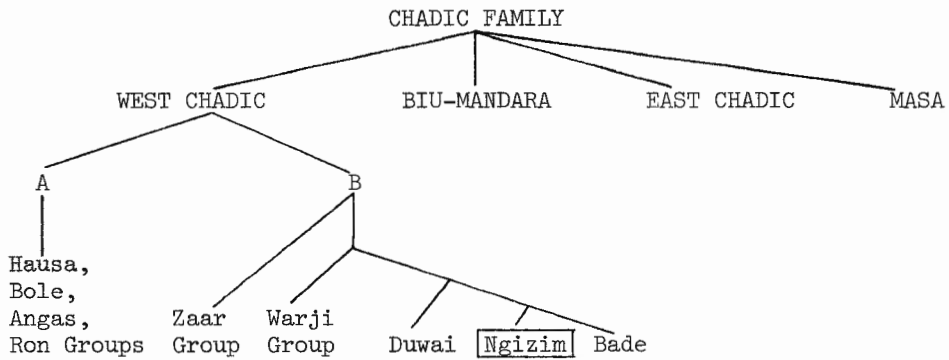 CHADIC FAMILY
WEST CHADIC BIU-MANDARA EAST CHADIC MASA
A B
Hausa,
Bole,
Angas, Zaar Warji
Ron Groups Group Group Duwai Ngizim Bade